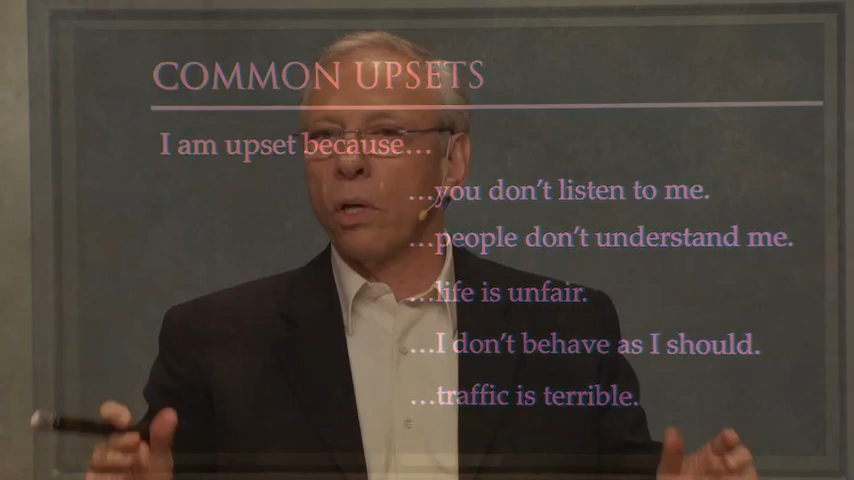 COMMON UPSETS
I am upset because…
…you don't listen to me.
…people don't understand me.
…life is unfair.
…I don't behave as I should.
…traffic is terrible.